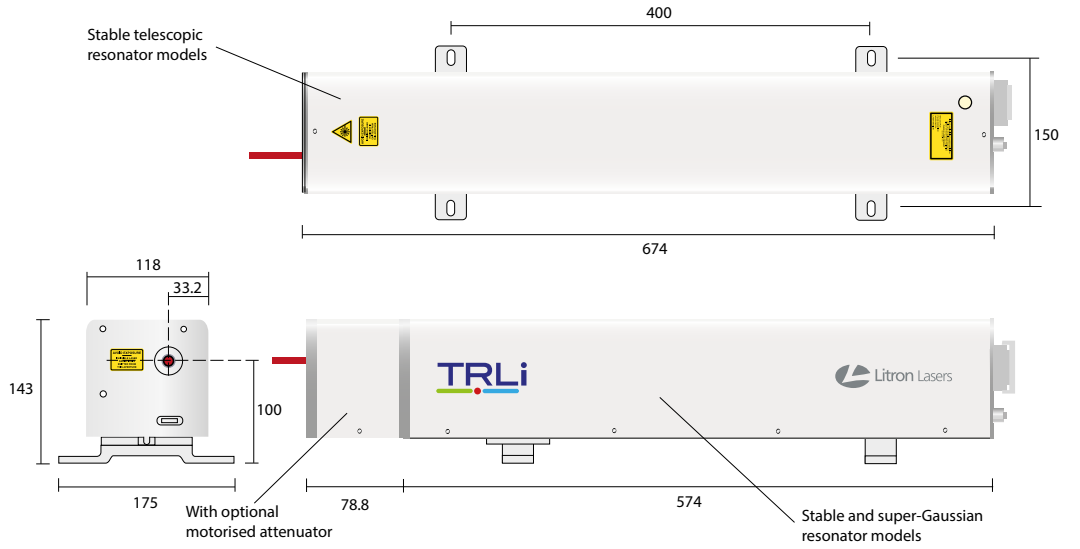 400
Stable telescopic
resonator models
150
674
118
33.2
143
100
175
TRLi
Litron Lasers
78.8
574
With optional
motorised attenuator
Stable and super-Gaussian
resonator models